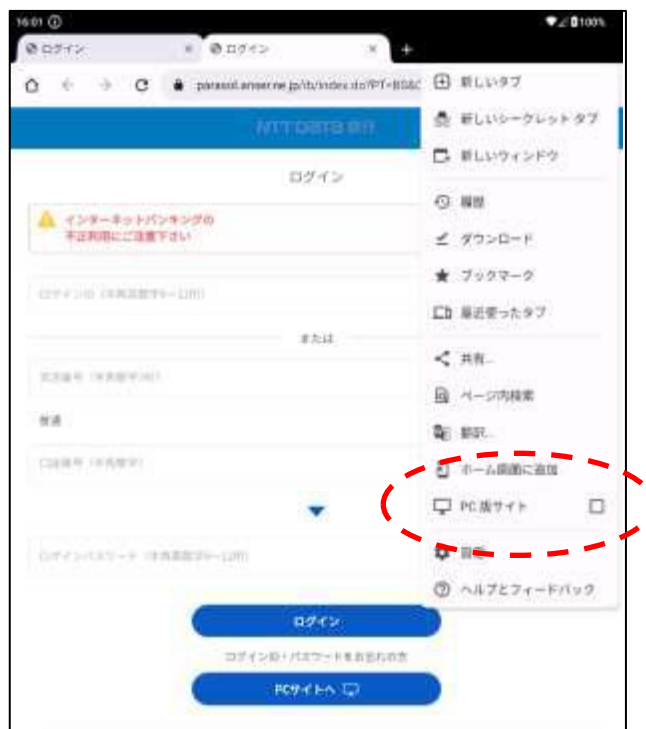 16:01
100%
ログイン
ログイン
新しいタブ
新しいシークレット タブ
新しいウィンドウ
履歴
ダウンロード
ブックマーク
最近使ったタブ
共有...
ページ内検索
翻訳...
ホーム画面に追加
PC 版サイト
設定
ヘルプとフィードバック
NTT DATA 銀行
ログイン
インターネットバンキングの
不正利用にご注意下さい
または
普通
ログイン
ログインID・パスワードをお忘れの方
PCサイトへ